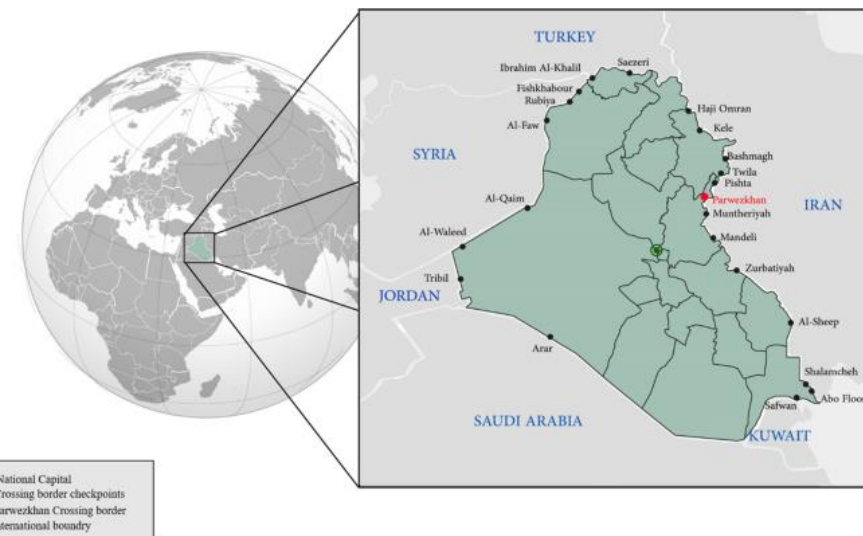 TURKEY
Ibrahim Al-Khalil
Saezeri
Fishkhabour
Rubiya
Haji Omran
Al-Faw
Kele
SYRIA
Bashmagh
Twila
Pishta
Al-Qaim
Parwezkhan
IRAN
Muntheriyah
Al-Waleed
Mandeli
Tribil
Zurbatiyah
JORDAN
Al-Sheep
Arar
Shalamcheh
Abo Floo
Safwan
SAUDI ARABIA
KUWAIT
National Capital
Crossing border checkpoints
arwezkhan Crossing border
nternational boundry